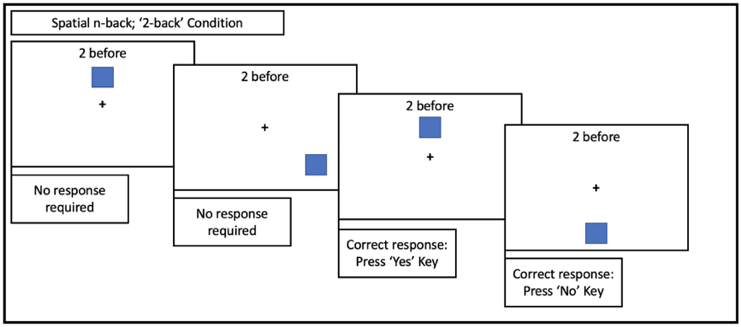 Spatial n-back; '2-back' Condition
2 before
+
No response
required
2 before
+
No response
required
2 before
+
Correct response:
Press 'Yes' Key
2 before
+
Correct response:
Press 'No' Key